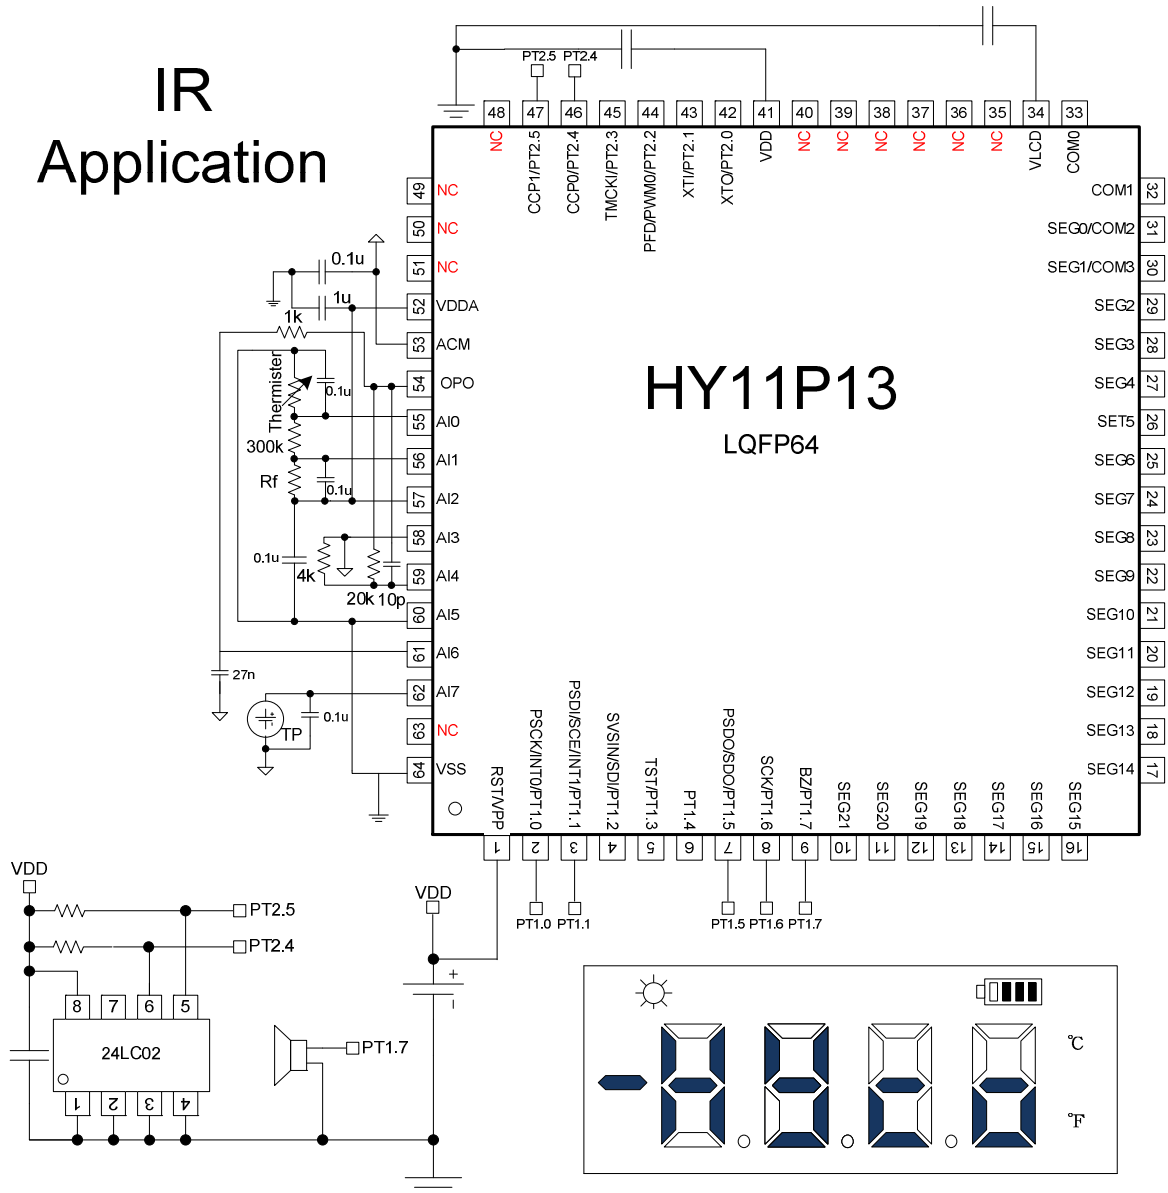 IR
Application
PT2.5
PT2.4
48
47
46
45
44
43
42
41
40
39
38
37
36
35
34
33
NC
CCP1/PT2.5
CCP0/PT2.4
TMCKI/PT2.3
PFD/PWM0/PT2.2
XTI/PT2.1
XTO/PT2.0
VDD
NC
NC
NC
NC
NC
NC
VLCD
COM0
49 NC
50 NC
51 NC
52 VDDA
53 ACM
54 OPO
55 AI0
56 AI1
57 AI2
58 AI3
59 AI4
60 AI5
61 AI6
62 AI7
63 NC
64 VSS
COM1 32
SEG0/COM2 31
SEG1/COM3 30
SEG2 29
SEG3 28
SEG4 27
SET5 26
SEG6 25
SEG7 24
SEG8 23
SEG9 22
SEG10 21
SEG11 20
SEG12 19
SEG13 18
SEG14 17
0.1u
1u
1k
Thermister
0.1u
300k
Rf
0.1u
0.1u
4k
20k
10p
27n
0.1u
TP
HY11P13
LQFP64
RST/VPP
PSCK/INT0/PT1.0
PSDI/SCE/INT1/PT1.1
SVSIN/SDI/PT1.2
TST/PT1.3
PT1.4
PSDO/SDO/PT1.5
SCK/PT1.6
BZ/PT1.7
SEG21
SEG20
SEG19
SEG18
SEG17
SEG16
SEG15
1
2
3
4
5
6
7
8
9
10
11
12
13
14
15
16
PT1.0
PT1.1
PT1.5
PT1.6
PT1.7
VDD
PT2.5
PT2.4
8
7
6
5
24LC02
1
2
3
4
PT1.7
VDD
+
−
℃
℉